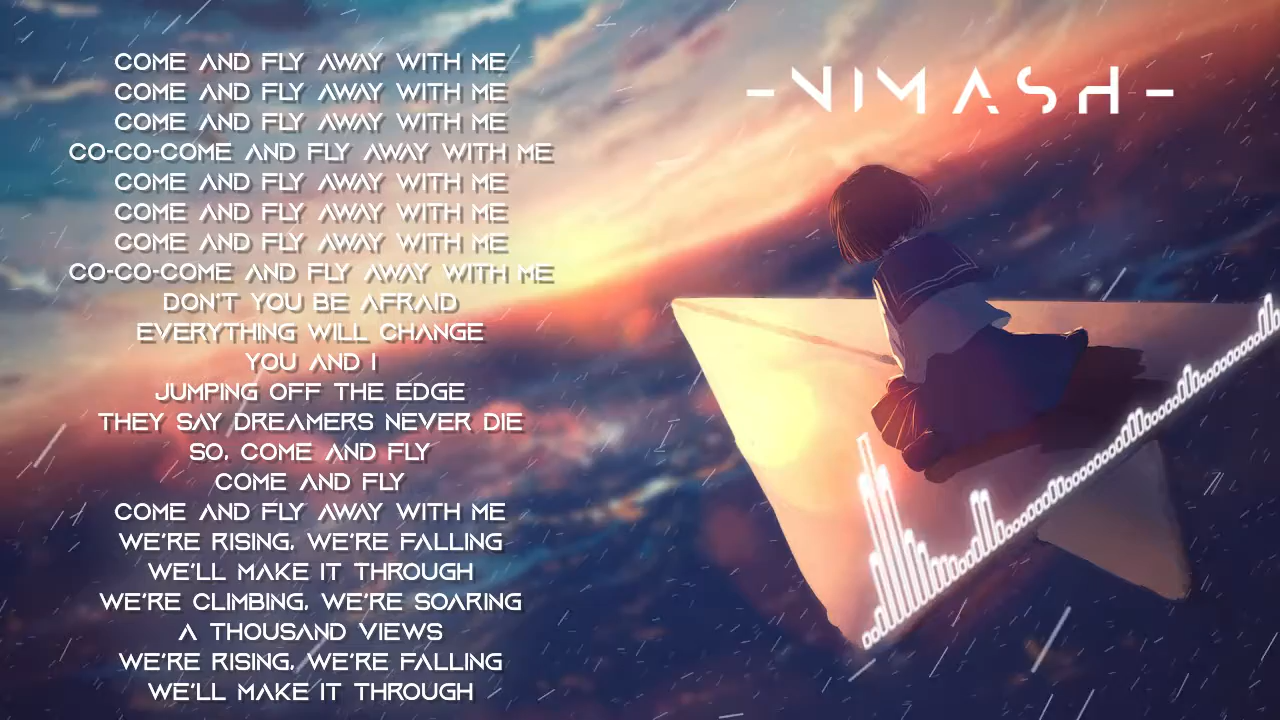 COME AND FLY AWAY WITH ME
COME AND FLY AWAY WITH ME
COME AND FLY AWAY WITH ME
CO-CO-COME AND FLY AWAY WITH ME
COME AND FLY AWAY WITH ME
COME AND FLY AWAY WITH ME
COME AND FLY AWAY WITH ME
CO-CO-COME AND FLY AWAY WITH ME
DON'T YOU BE AFRAID
EVERYTHING WILL CHANGE
YOU AND I
JUMPING OFF THE EDGE
THEY SAY DREAMERS NEVER DIE
SO, COME AND FLY
COME AND FLY
COME AND FLY AWAY WITH ME
WE'RE RISING, WE'RE FALLING
WE'LL MAKE IT THROUGH
WE'RE CLIMBING, WE'RE SOARING
A THOUSAND VIEWS
WE'RE RISING, WE'RE FALLING
WE'LL MAKE IT THROUGH
-NIMASH-